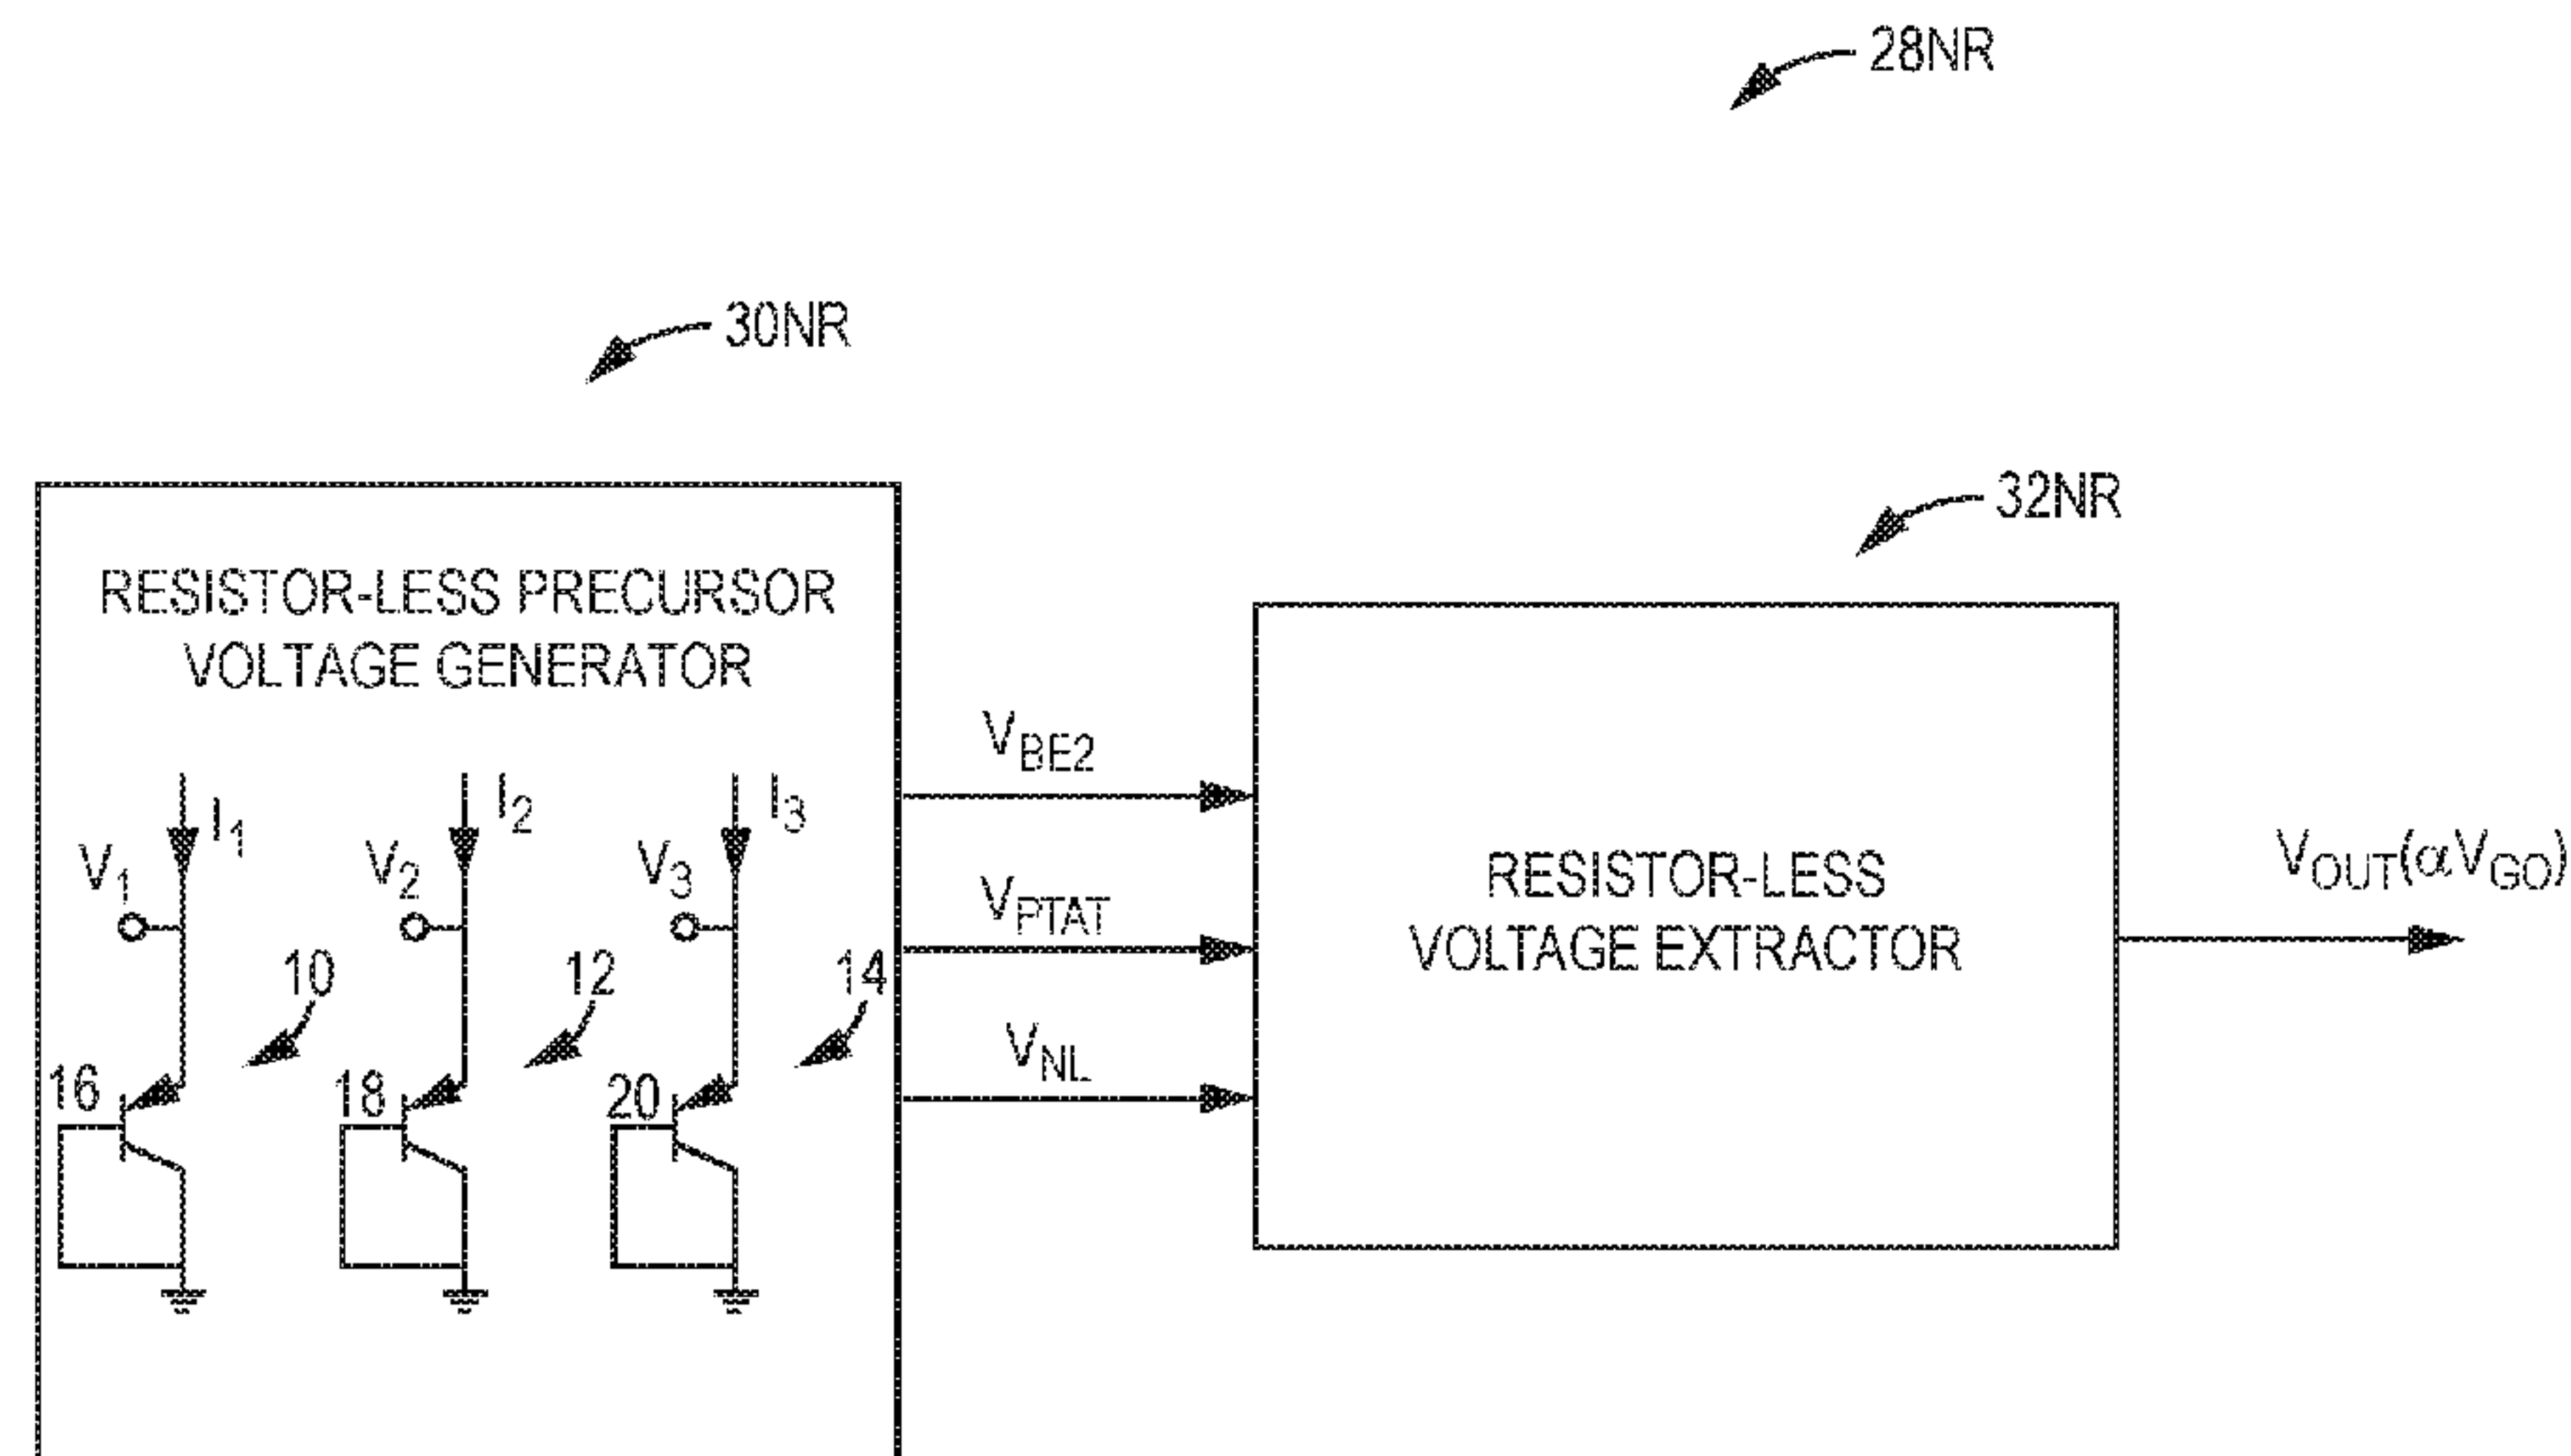 28NR
30NR
32NR
RESISTOR-LESS PRECURSOR
VOLTAGE GENERATOR
I1
I2
I3
V1
V2
V3
10
12
14
16
18
20
VBE2
VPTAT
VNL
RESISTOR-LESS
VOLTAGE EXTRACTOR
VOUT(αVGO)